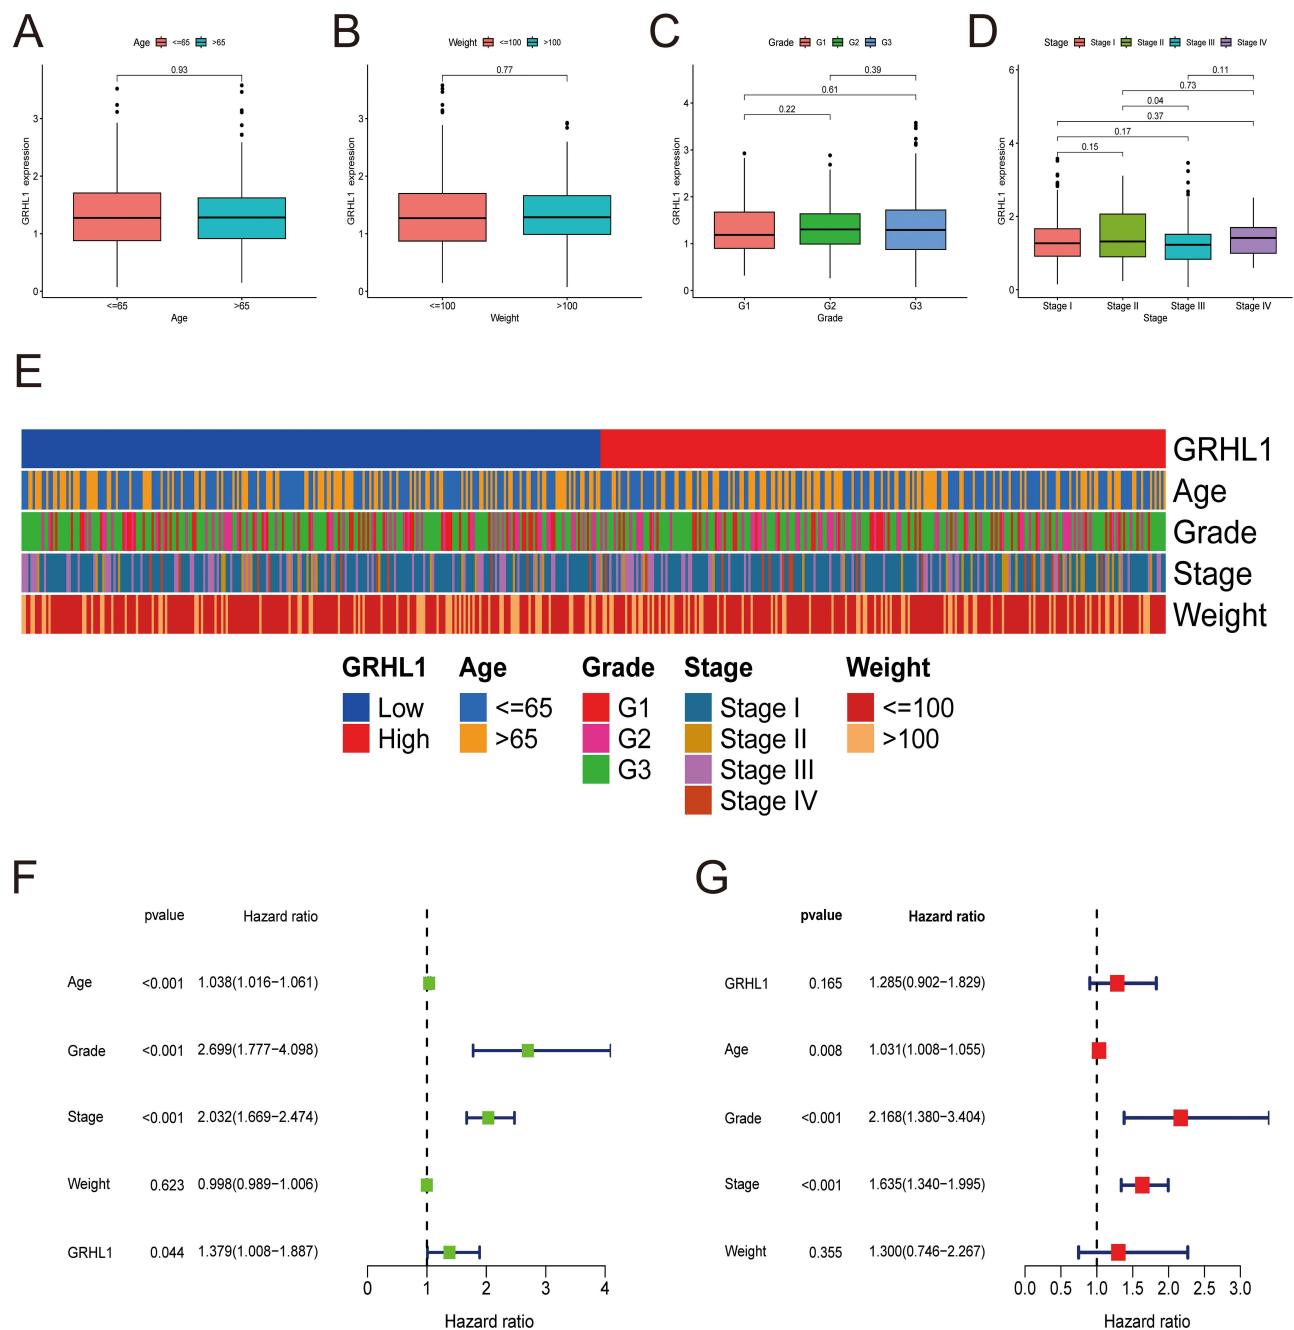 A
Age <=65 >65
0.93
3
2
1
0
GRHL1 expression
<=65 >65
Age
B
Weight <=100 >100
0.77
3
2
1
0
GRHL1 expression
<=100 >100
Weight
C
Grade G1 G2 G3
0.39
0.61
0.22
4
3
2
1
0
GRHL1 expression
G1 G2 G3
Grade
D
Stage Stage I Stage II Stage III Stage IV
0.11
0.73
0.04
0.37
0.17
0.15
6
4
2
0
GRHL1 expression
Stage I Stage II Stage III Stage IV
Stage
E
GRHL1
Age
Grade
Stage
Weight
GRHL1 Age Grade Stage Weight
Low <=65 G1 Stage I <=100
High >65 G2 Stage II >100
G3 Stage III
Stage IV
F
pvalue Hazard ratio
Age <0.001 1.038(1.016−1.061)
Grade <0.001 2.699(1.777−4.098)
Stage <0.001 2.032(1.669−2.474)
Weight 0.623 0.998(0.989−1.006)
GRHL1 0.044 1.379(1.008−1.887)
0 1 2 3 4
Hazard ratio
G
pvalue Hazard ratio
GRHL1 0.165 1.285(0.902−1.829)
Age 0.008 1.031(1.008−1.055)
Grade <0.001 2.168(1.380−3.404)
Stage <0.001 1.635(1.340−1.995)
Weight 0.355 1.300(0.746−2.267)
0.0 0.5 1.0 1.5 2.0 2.5 3.0
Hazard ratio